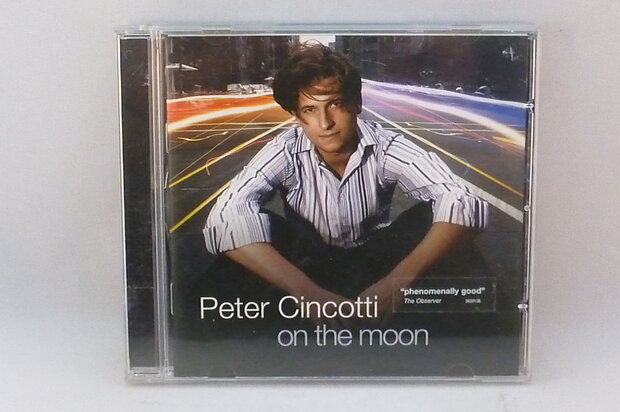 "phenomenally good"
The Observer
Peter Cincotti
on the moon